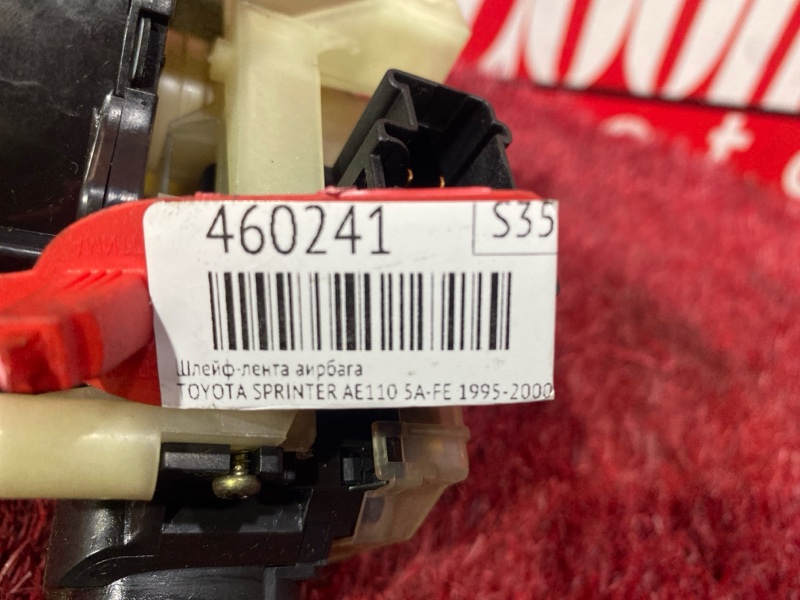 460241 S35
Шлейф-лента аирбага
TOYOTA SPRINTER AE110 5A-FE 1995-2000